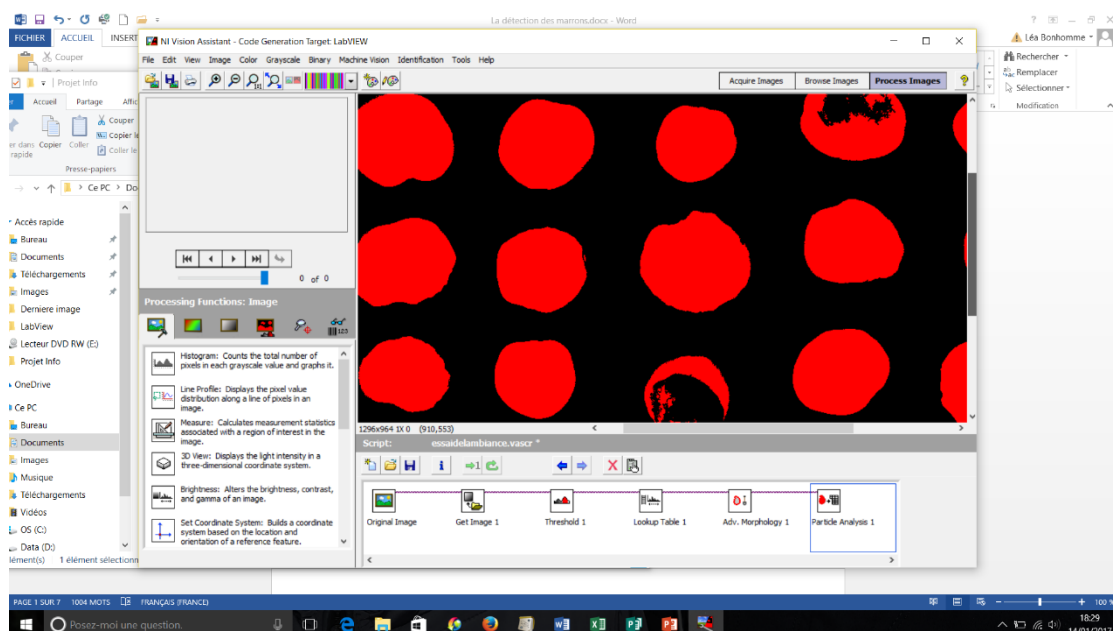 La détection des marrons.docx - Word
FICHIER ACCUEIL INSERT
Léa Bonhomme
Couper
Rechercher
Remplacer
Sélectionner
Modification
Projet Info
Accueil Partage
Couper
Copier Coller
rapide
Presse-papiers
Ce PC
Accès rapide
Bureau
Documents
Téléchargements
Images
Derniere image
LabView
Lecteur DVD RW (E:)
Projet Info
OneDrive
Ce PC
Bureau
Documents
Images
Musique
Téléchargements
Vidéos
OS (C:)
Data (D:)
1 élément sélectionn
NI Vision Assistant - Code Generation Target: LabVIEW
File Edit View Image Color Grayscale Binary Machine Vision Identification Tools Help
Acquire Images Browse Images Process Images
0 of 0
Processing Functions: Image
Histogram: Counts the total number of
pixels in each grayscale value and graphs it.
Line Profile: Displays the pixel value
distribution along a line of pixels in an
image.
Measure: Calculates measurement statistics
associated with a region of interest in the
image.
3D View: Displays the light intensity in a
three-dimensional coordinate system.
Brightness: Alters the brightness, contrast,
and gamma of an image.
Set Coordinate System: Builds a coordinate
system based on the location and
orientation of a reference feature.
1296x964 1X 0 (910,553)
Script: essaidelambiance.vascr *
Original Image Get Image 1 Threshold 1 Lookup Table 1 Adv. Morphology 1 Particle Analysis 1
PAGE 1 SUR 7 1004 MOTS FRANÇAIS (FRANCE)
100 %
Posez-moi une question.
18:29
14/01/2017